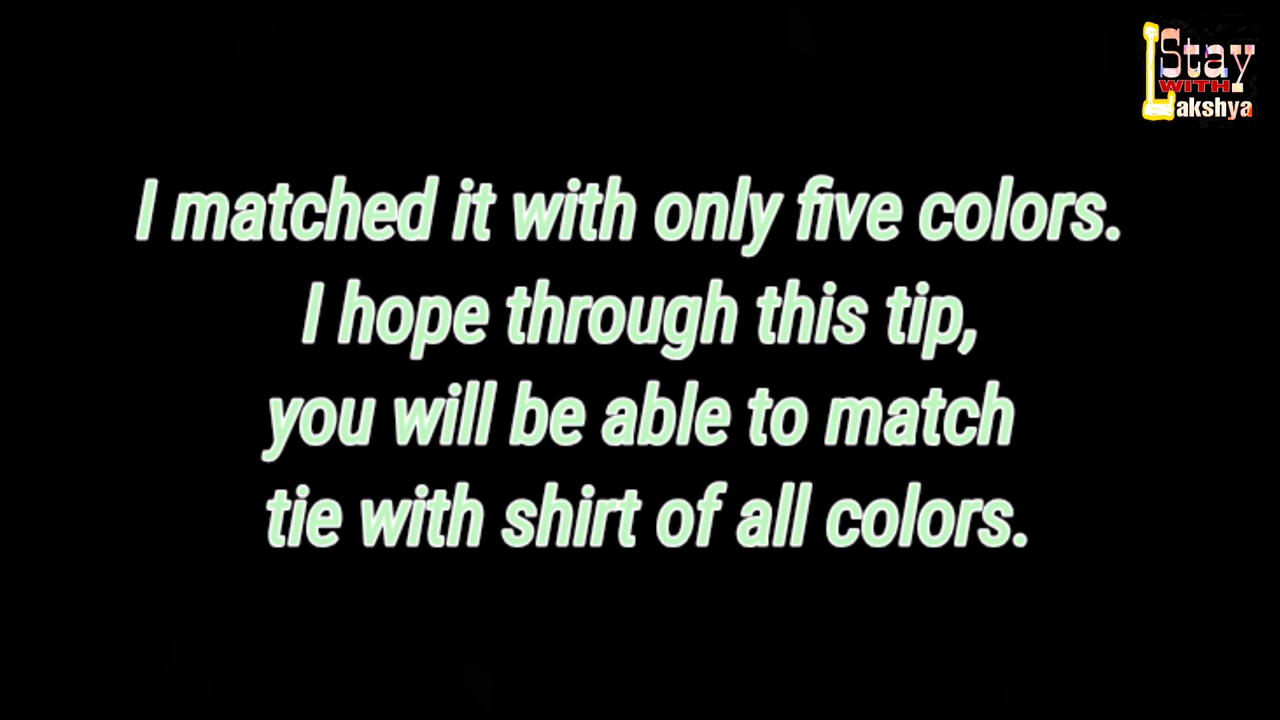 Stay
WITH
Lakshya
I matched it with only five colors.
I hope through this tip,
you will be able to match
tie with shirt of all colors.